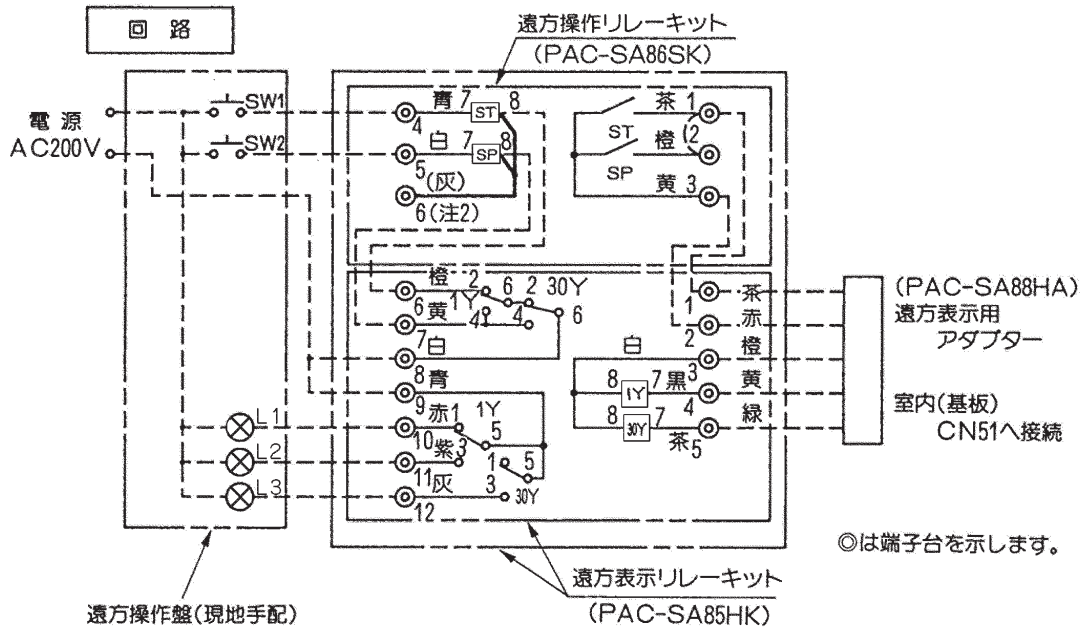 回 路
遠方操作リレーキット
(PAC-SA86SK)
電 源
AC200V
SW1
SW2
青 7 ST 8
4
白 7 SP 8
5
(灰)
6(注2)
茶 1
ST
橙 (2
SP
黄 3
橙 2 6 2 30Y
1Y
6
黄 4 4 6
7
白
8
青
9
赤 1 1Y
5
10
紫 3
1 5
11
灰 3 30Y
12
L1
L2
L3
茶
1
赤
2
白 橙
3
8 1Y 7 黒 黄
4
8 30Y 7 緑
茶 5
(PAC-SA88HA)
遠方表示用
アダプター
室内(基板)
CN51へ接続
◎は端子台を示します。
遠方表示リレーキット
(PAC-SA85HK)
遠方操作盤(現地手配)